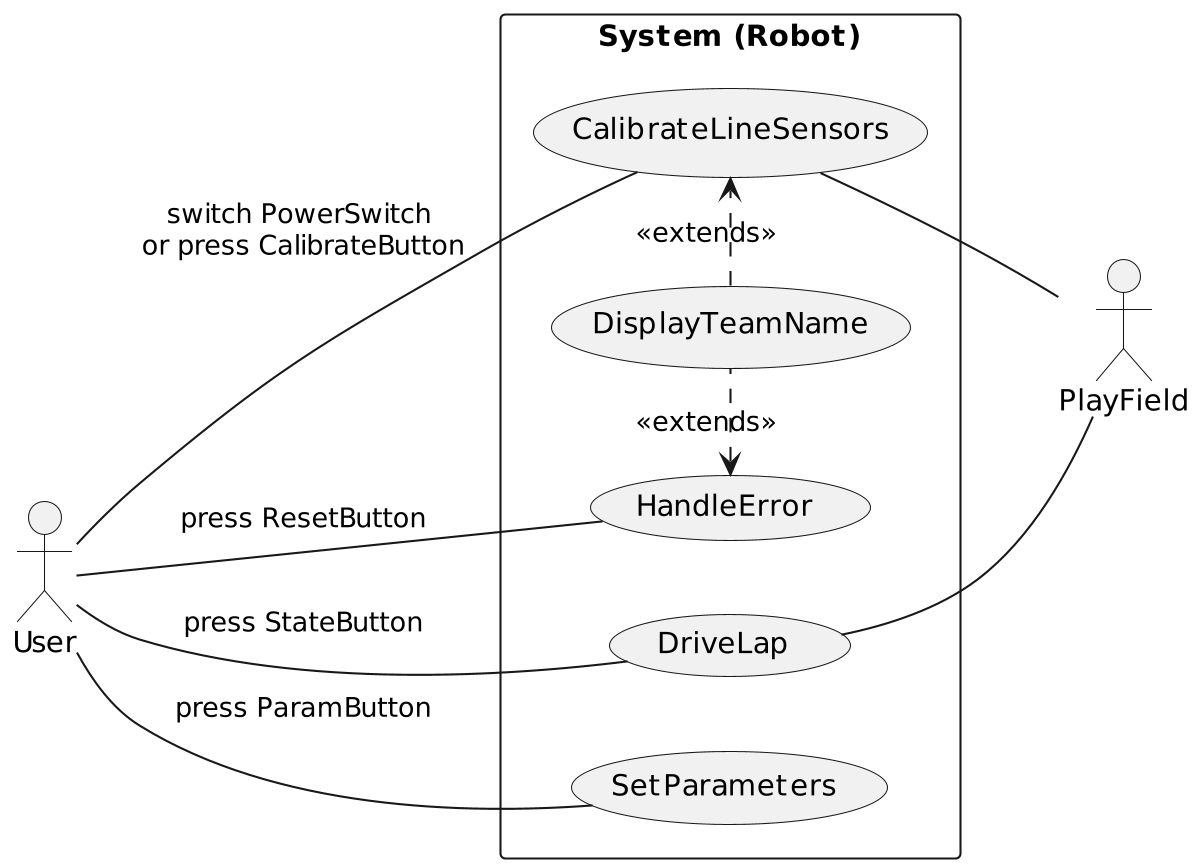 System (Robot)
CalibrateLineSensors
switch PowerSwitch
or press CalibrateButton
«extends»
DisplayTeamName
PlayField
«extends»
HandleError
press ResetButton
press StateButton
User
DriveLap
press ParamButton
SetParameters